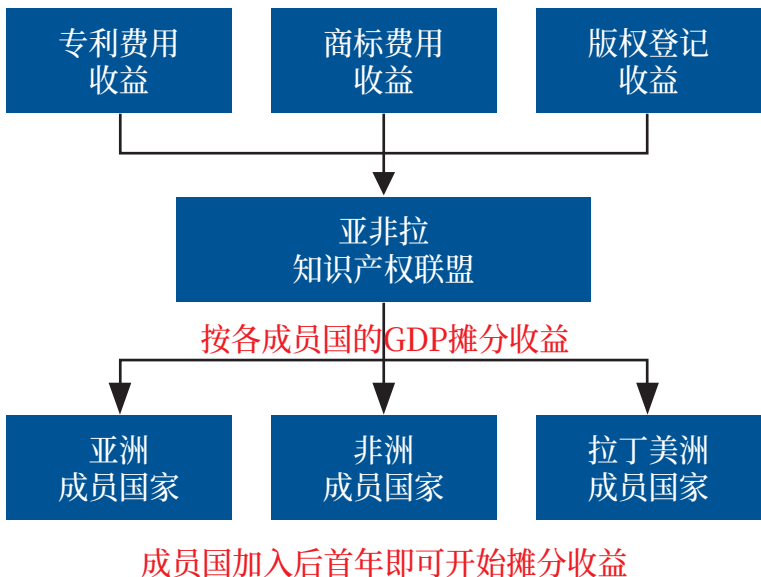 专利费用
收益
商标费用
收益
版权登记
收益
亚非拉
知识产权联盟
按各成员国的GDP摊分收益
亚洲
成员国家
非洲
成员国家
拉丁美洲
成员国家
成员国加入后首年即可开始摊分收益